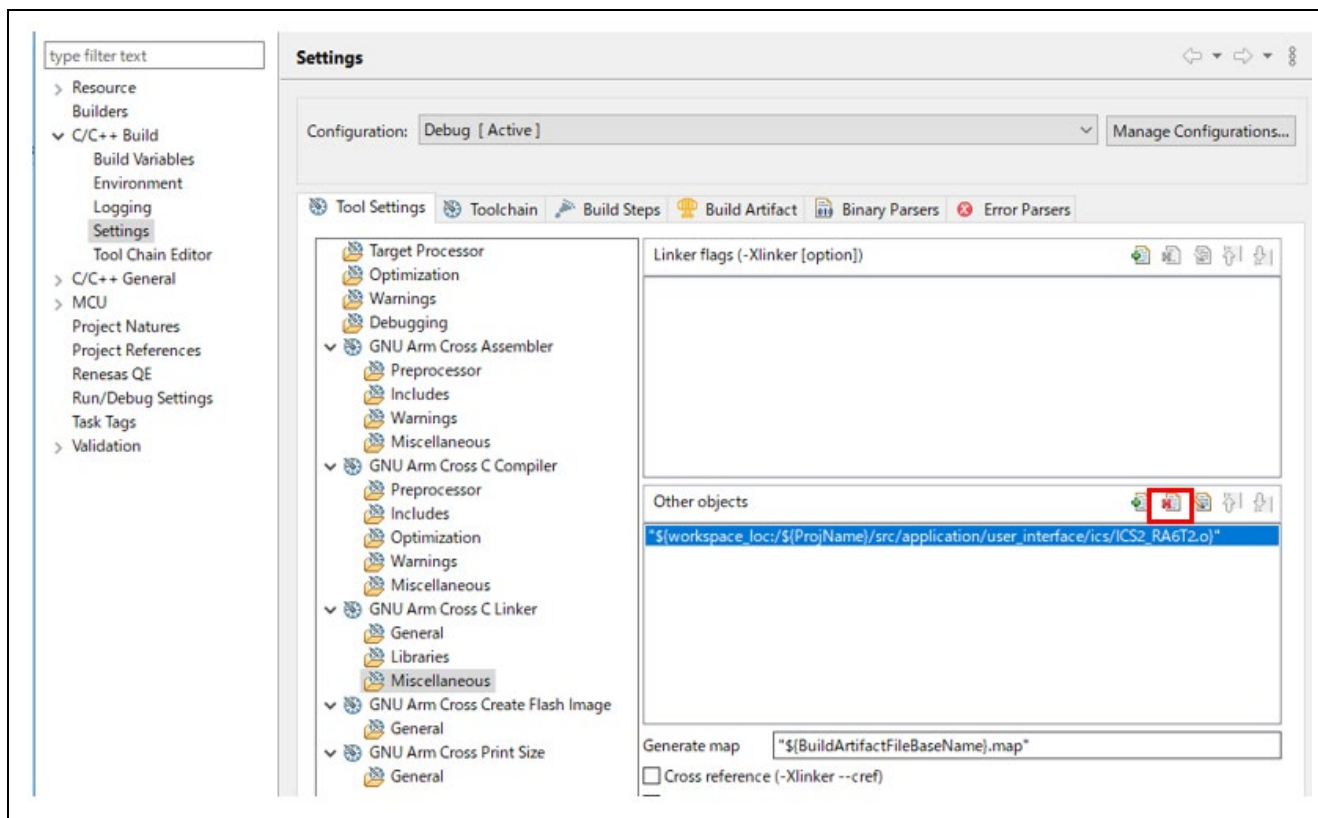 type filter text
Resource
Builders
C/C++ Build
Build Variables
Environment
Logging
Settings
Tool Chain Editor
C/C++ General
MCU
Project Natures
Project References
Renesas QE
Run/Debug Settings
Task Tags
Validation
Settings
Configuration: Debug [ Active ]
Manage Configurations...
Tool Settings Toolchain Build Steps Build Artifact Binary Parsers Error Parsers
Target Processor
Optimization
Warnings
Debugging
GNU Arm Cross Assembler
Preprocessor
Includes
Warnings
Miscellaneous
GNU Arm Cross C Compiler
Preprocessor
Includes
Optimization
Warnings
Miscellaneous
GNU Arm Cross C Linker
General
Libraries
Miscellaneous
GNU Arm Cross Create Flash Image
General
GNU Arm Cross Print Size
General
Linker flags (-Xlinker [option])
Other objects
"${workspace_loc:/${ProjName}/src/application/user_interface/ics/ICS2_RA6T2.o}"
Generate map "${BuildArtifactFileBaseName}.map"
Cross reference (-Xlinker --cref)